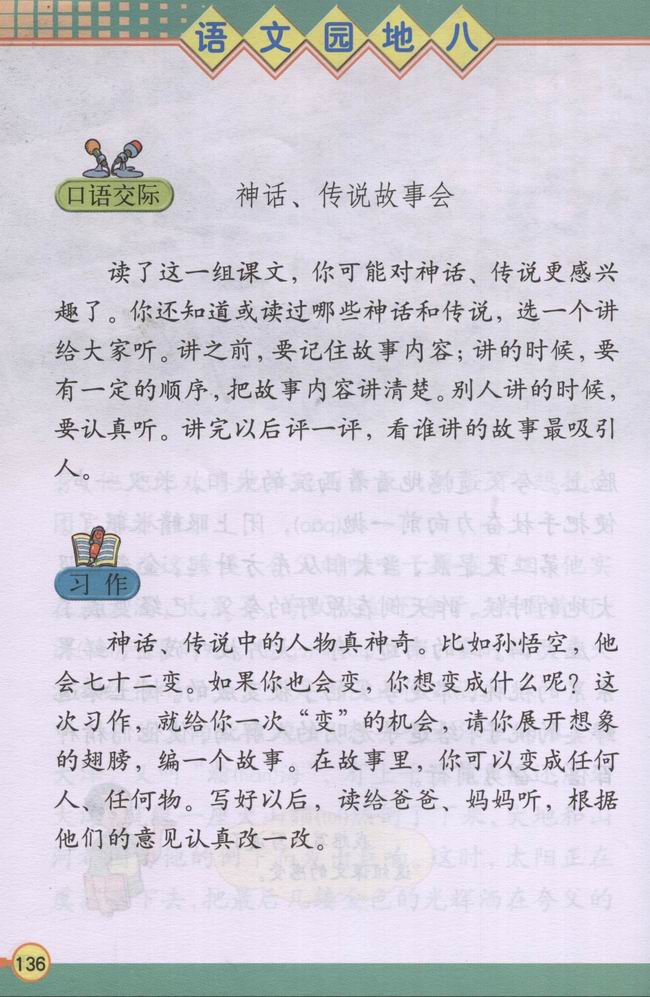 语文园地八
口语交际
神话、传说故事会
读了这一组课文，你可能对神话、传说更感兴
趣了。你还知道或读过哪些神话和传说，选一个讲
给大家听。讲之前，要记住故事内容；讲的时候，要
有一定的顺序，把故事内容讲清楚。别人讲的时候，
要认真听。讲完以后评一评，看谁讲的故事最吸引
人。
习作
神话、传说中的人物真神奇。比如孙悟空，他
会七十二变。如果你也会变，你想变成什么呢？这
次习作，就给你一次“变”的机会，请你展开想象
的翅膀，编一个故事。在故事里，你可以变成任何
人、任何物。写好以后，读给爸爸、妈妈听，根据
他们的意见认真改一改。
136